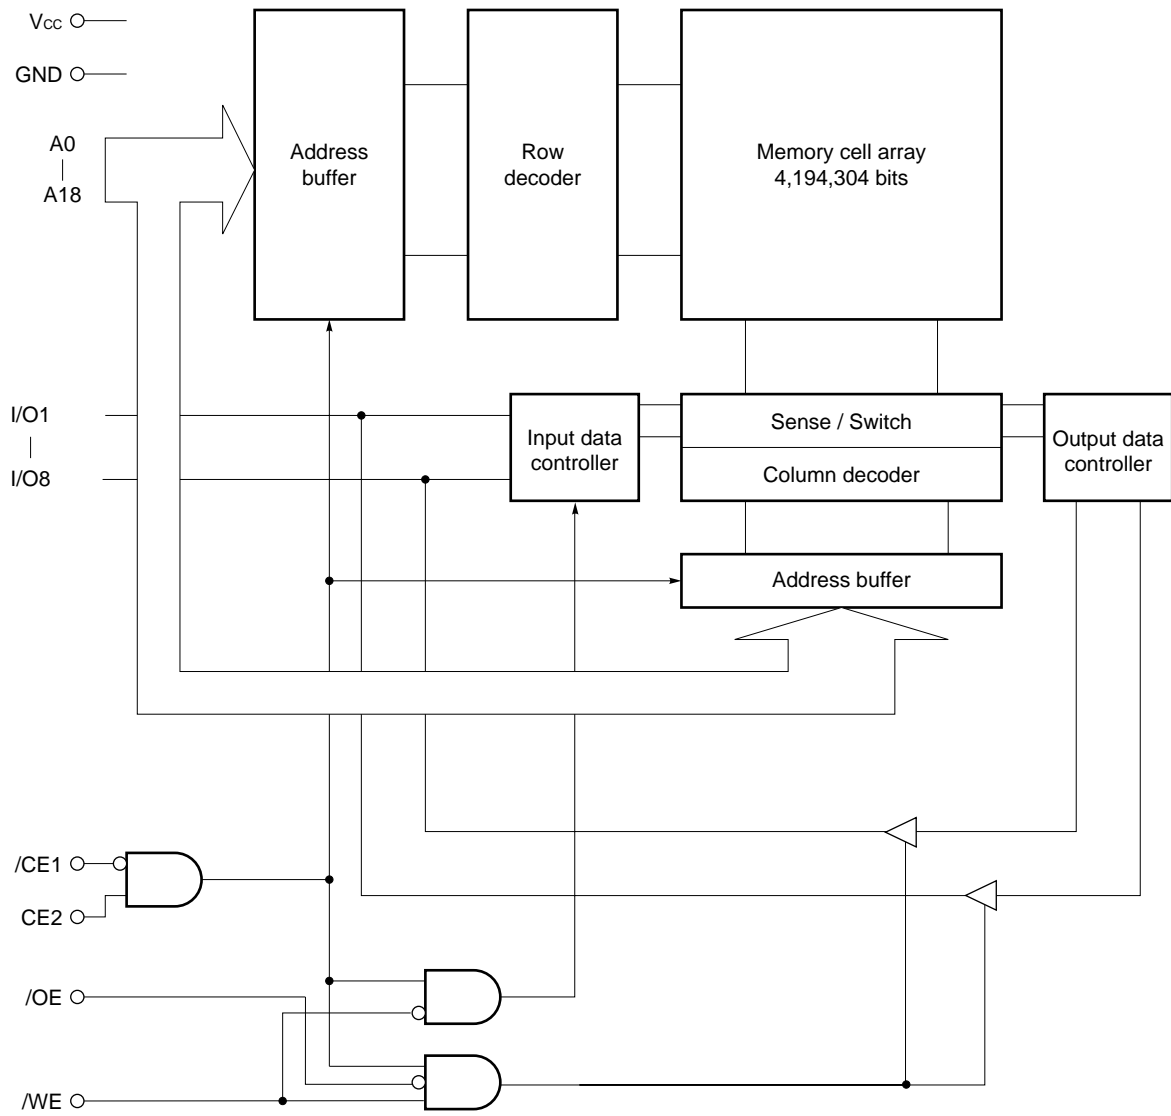 Vcc
GND
A0
A18
Address
buffer
Row
decoder
Memory cell array
4,194,304 bits
I/O1
I/O8
Input data
controller
Sense / Switch
Column decoder
Output data
controller
Address buffer
/CE1
CE2
/OE
/WE